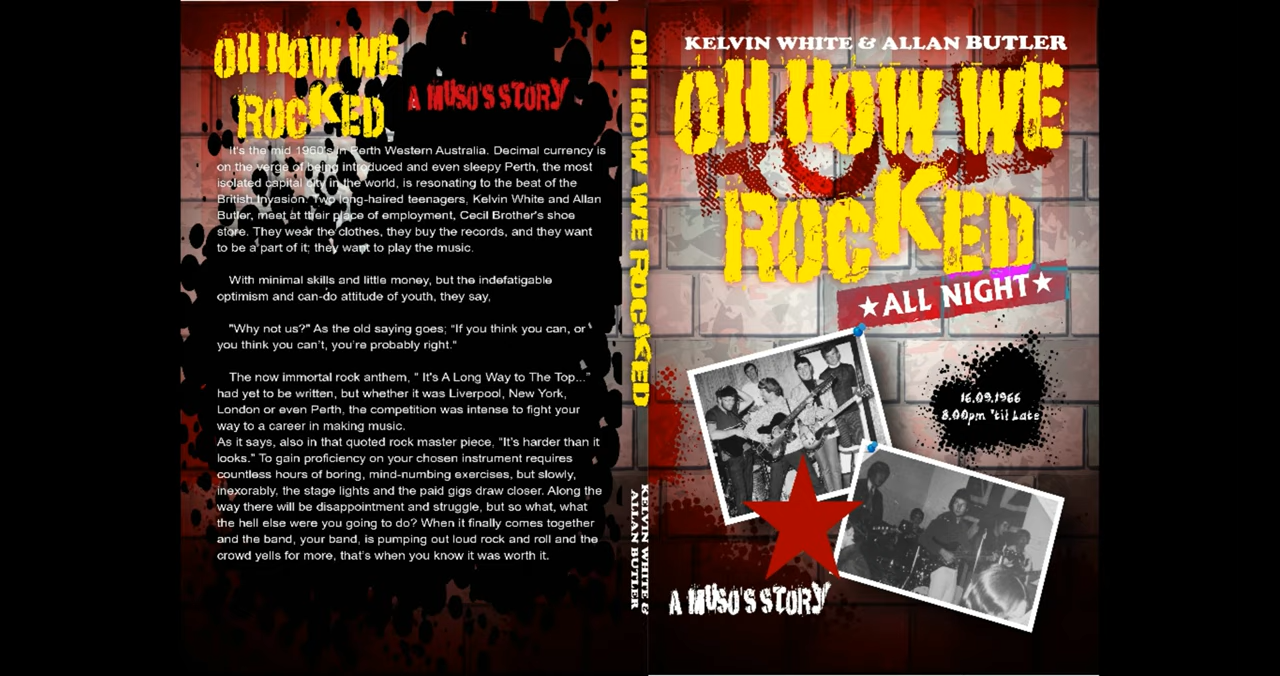 OH HOW WE
ROCKED
A MUSO'S STORY
It's the mid 1960's in Perth Western Australia. Decimal currency is
on the verge of being introduced and even sleepy Perth, the most
isolated capital city in the world, is resonating to the beat of the
British Invasion. Two long-haired teenagers, Kelvin White and Allan
Butler, meet at their place of employment, Cecil Brother's shoe
store. They wear the clothes, they buy the records, and they want
to be a part of it; they want to play the music.
With minimal skills and little money, but the indefatigable
optimism and can-do attitude of youth, they say,
"Why not us?" As the old saying goes; "If you think you can, or
you think you can't, you're probably right."
The now immortal rock anthem, " It's A Long Way to The Top..."
had yet to be written, but whether it was Liverpool, New York,
London or even Perth, the competition was intense to fight your
way to a career in making music.
As it says, also in that quoted rock master piece, "It's harder than it
looks." To gain proficiency on your chosen instrument requires
countless hours of boring, mind-numbing exercises, but slowly,
inexorably, the stage lights and the paid gigs draw closer. Along the
way there will be disappointment and struggle, but so what, what
the hell else were you going to do? When it finally comes together
and the band, your band, is pumping out loud rock and roll and the
crowd yells for more, that's when you know it was worth it.
OH HOW WE ROCKED
KELVIN WHITE &
ALLAN BUTLER
KELVIN WHITE & ALLAN BUTLER
OH HOW WE
ROCKED
★ALL NIGHT★
16.09.1966
8.00pm 'til Late
A MUSO'S STORY